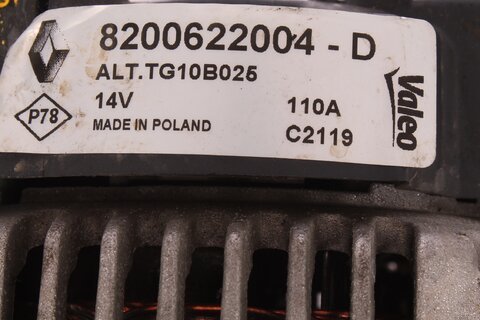 8200622004 - D
ALT.TG10B025
14V 110A
P78
MADE IN POLAND C2119
Valeo